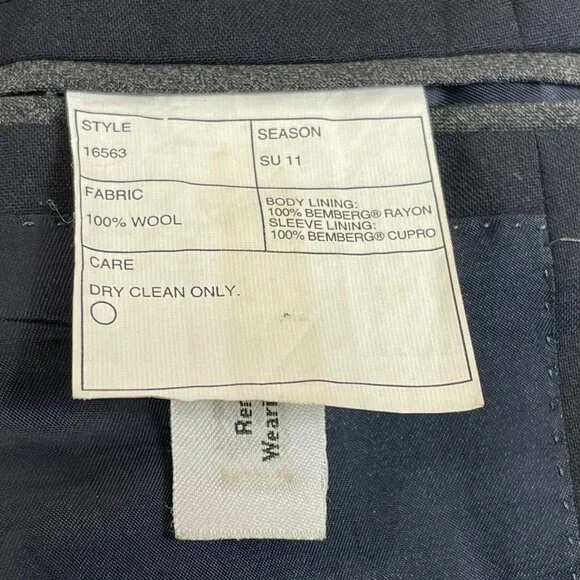 STYLE
16563
SEASON
SU 11
FABRIC
100% WOOL
BODY LINING:
100% BEMBERG® RAYON
SLEEVE LINING:
100% BEMBERG® CUPRO
CARE
DRY CLEAN ONLY.